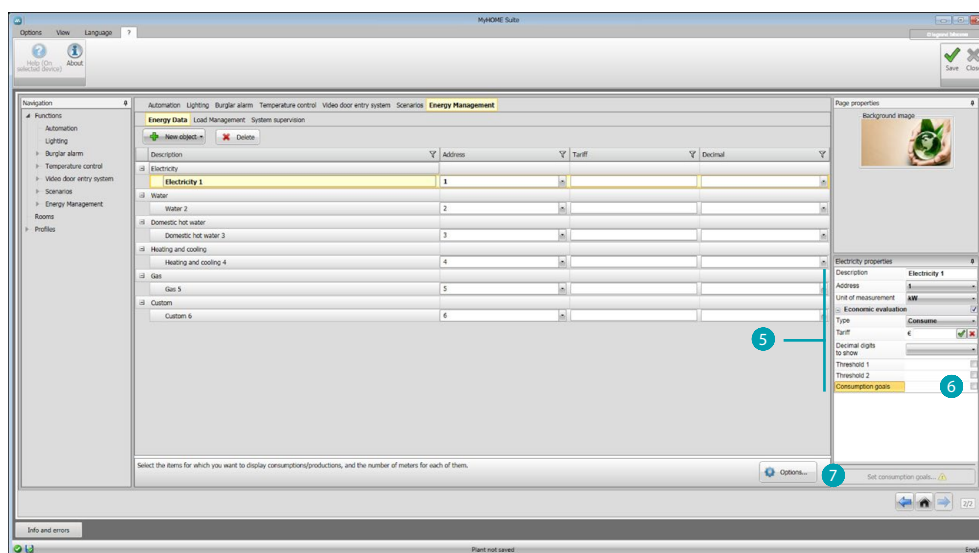 MyHOME Suite
Options View Language ?
Help (On
selected device)
About
Save Close
Navigation
Functions
Automation
Lighting
Burglar alarm
Temperature control
Video door entry system
Scenarios
Energy Management
Rooms
Profiles
Automation Lighting Burglar alarm Temperature control Video door entry system Scenarios Energy Management
Energy Data Load Management System supervision
New object Delete
Description Address Tariff Decimal
Electricity
Electricity 1 1
Water
Water 2 2
Domestic hot water
Domestic hot water 3 3
Heating and cooling
Heating and cooling 4 4
Gas
Gas 5 5
Custom
Custom 6 6
5
Select the items for which you want to display consumptions/productions, and the number of meters for each of them.
Options...
7
Page properties
Background image
Electricity properties
Description Electricity 1
Address 1
Unit of measurement kW
Economic evaluation
Type Consume
Tariff €
Decimal digits
to show
Threshold 1
Threshold 2
Consumption goals
6
Set consumption goals...
2/2
Info and errors
Plant not saved